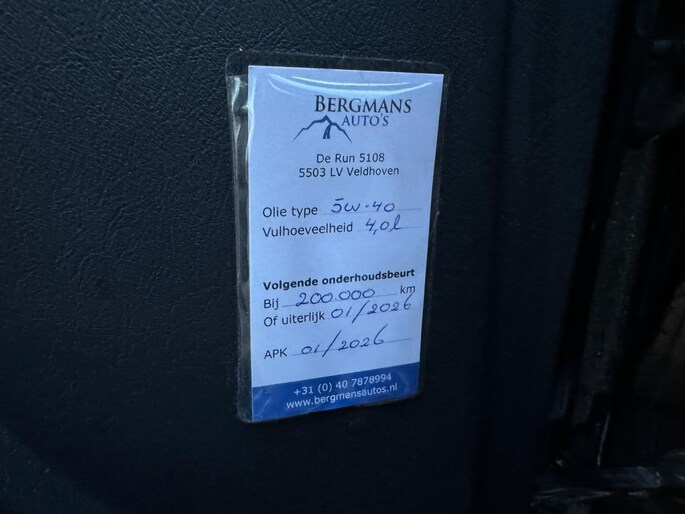 BERGMANS
AUTO'S
De Run 5108
5503 LV Veldhoven
Olie type 5w-40
Vulhoeveelheid 4,0l
Volgende onderhoudsbeurt
Bij 200.000 km
Of uiterlijk 01/2026
APK 01/2026
+31 (0) 40 7878994
www.bergmansautos.nl